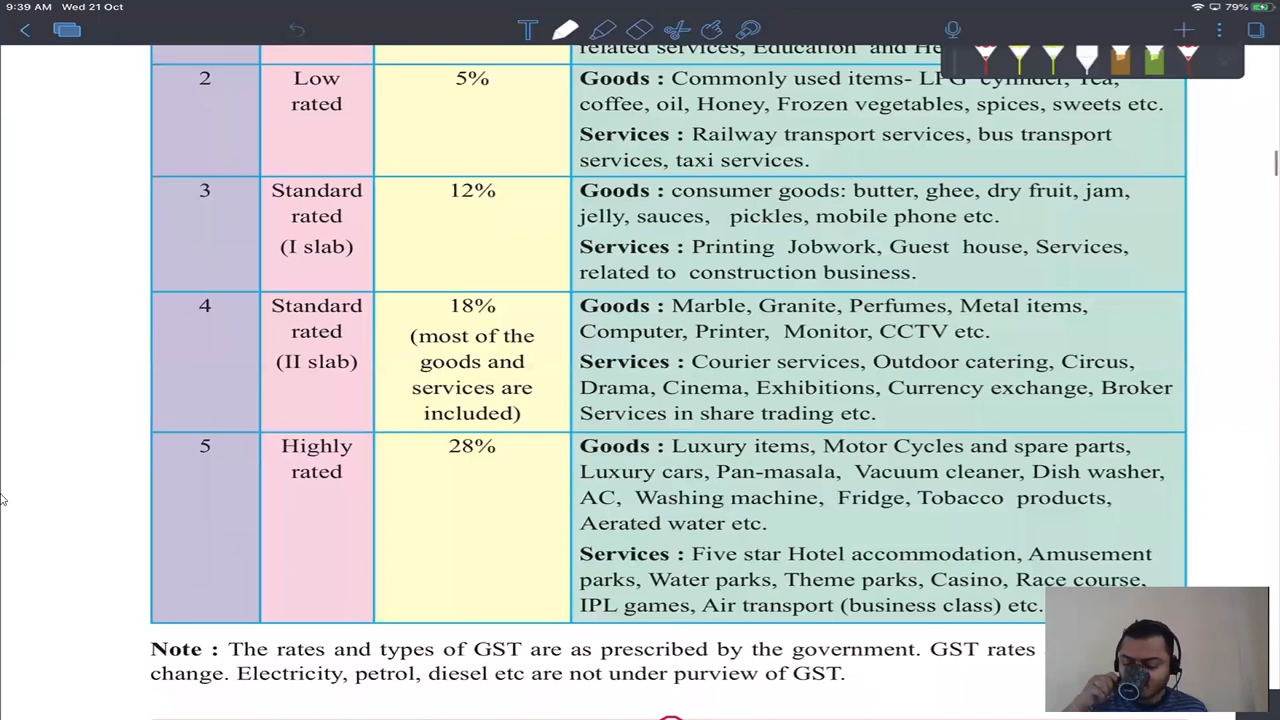 9:39 AM Wed 21 Oct
79%
related services, Education and He
2 Low rated 5% Goods : Commonly used items- LPG cylinder, Tea,
coffee, oil, Honey, Frozen vegetables, spices, sweets etc.
Services : Railway transport services, bus transport
services, taxi services.
3 Standard rated (I slab) 12% Goods : consumer goods: butter, ghee, dry fruit, jam,
jelly, sauces, pickles, mobile phone etc.
Services : Printing Jobwork, Guest house, Services,
related to construction business.
4 Standard rated (II slab) 18% (most of the goods and services are included) Goods : Marble, Granite, Perfumes, Metal items,
Computer, Printer, Monitor, CCTV etc.
Services : Courier services, Outdoor catering, Circus,
Drama, Cinema, Exhibitions, Currency exchange, Broker
Services in share trading etc.
5 Highly rated 28% Goods : Luxury items, Motor Cycles and spare parts,
Luxury cars, Pan-masala, Vacuum cleaner, Dish washer,
AC, Washing machine, Fridge, Tobacco products,
Aerated water etc.
Services : Five star Hotel accommodation, Amusement
parks, Water parks, Theme parks, Casino, Race course,
IPL games, Air transport (business class) etc.
Note : The rates and types of GST are as prescribed by the government. GST rates
change. Electricity, petrol, diesel etc are not under purview of GST.